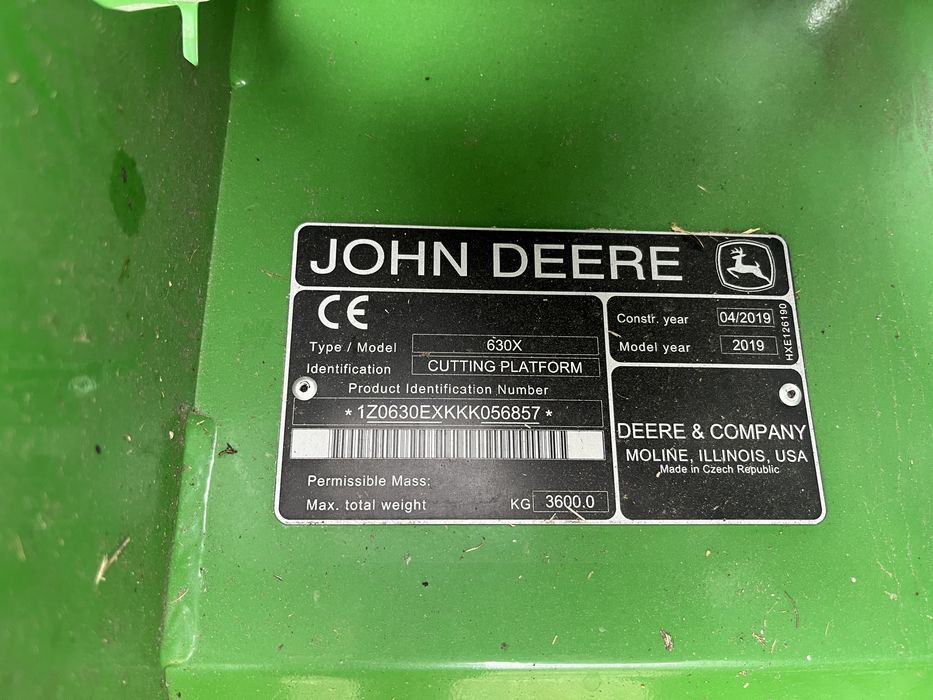 JOHN DEERE
CE
Type / Model 630X
Identification CUTTING PLATFORM
Product Identification Number
*1Z0630EXKKK056857*
Permissible Mass:
Max. total weight KG 3600.0
Constr. year 04/2019
Model year 2019
HXE126190
DEERE & COMPANY
MOLINE, ILLINOIS, USA
Made in Czech Republic